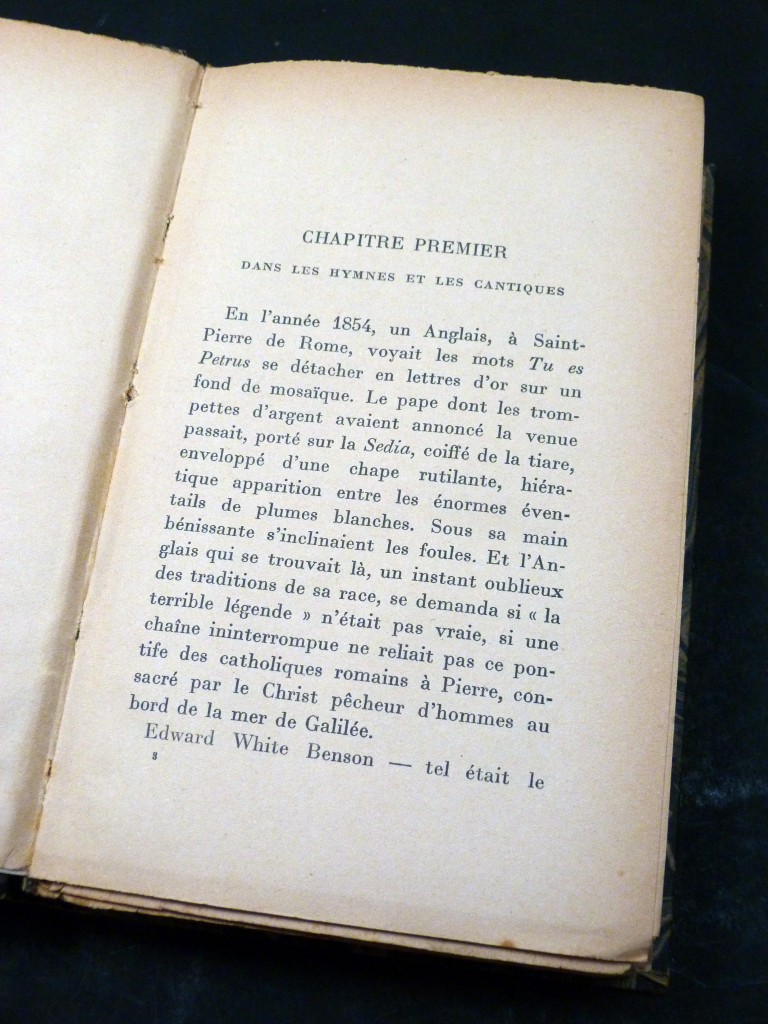 CHAPITRE PREMIER
DANS LES HYMNES ET LES CANTIQUES
En l'année 1854, un Anglais, à Saint-
Pierre de Rome, voyait les mots Tu es
Petrus se détacher en lettres d'or sur un
fond de mosaïque. Le pape dont les trom-
pettes d'argent avaient annoncé la venue
passait, porté sur la Sedia, coiffé de la tiare,
enveloppé d'une chape rutilante, hiéra-
tique apparition entre les énormes éven-
tails de plumes blanches. Sous sa main
bénissante s'inclinaient les foules. Et l'An-
glais qui se trouvait là, un instant oublieux
des traditions de sa race, se demanda si « la
terrible légende » n'était pas vraie, si une
chaîne ininterrompue ne reliait pas ce pon-
tife des catholiques romains à Pierre, con-
sacré par le Christ pêcheur d'hommes au
bord de la mer de Galilée.
Edward White Benson — tel était le
8